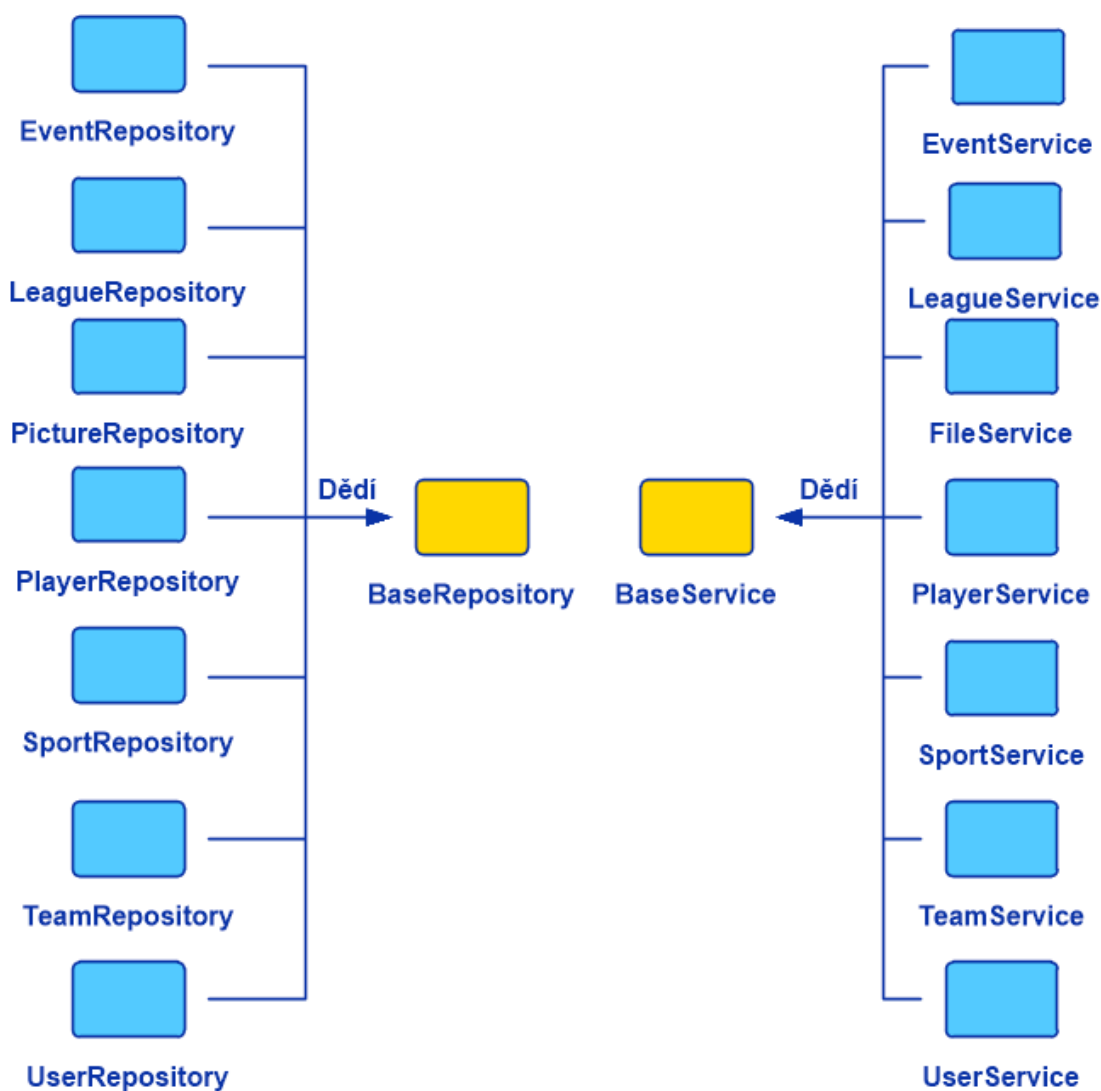 EventRepository
EventService
LeagueRepository
LeagueService
PictureRepository
FileService
Dědí
Dědí
PlayerRepository
BaseRepository
BaseService
PlayerService
SportRepository
SportService
TeamRepository
TeamService
UserRepository
UserService